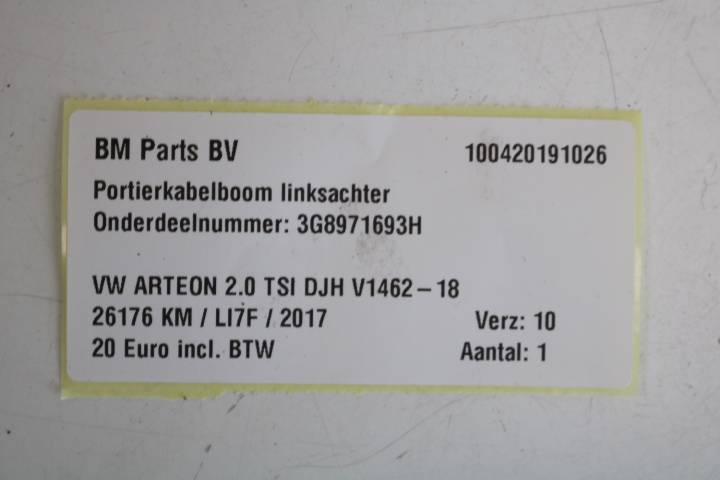 BM Parts BV 100420191026
Portierkabelboom linksachter
Onderdeelnummer: 3G8971693H
VW ARTEON 2.0 TSI DJH V1462-18
26176 KM / LI7F / 2017 Verz: 10
20 Euro incl. BTW Aantal: 1